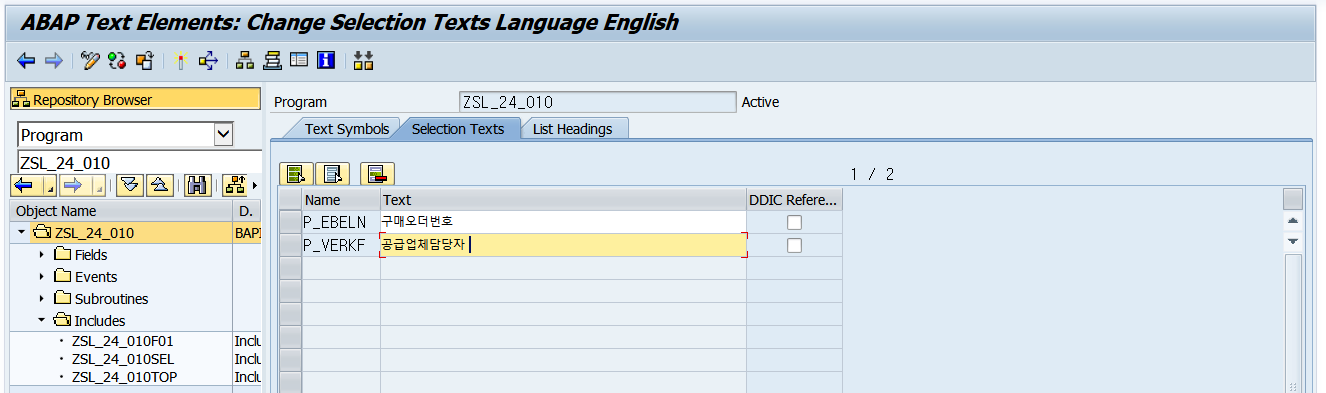 ABAP Text Elements: Change Selection Texts Language English
Repository Browser
Program
ZSL_24_010
Object Name D.
ZSL_24_010 BAPI
Fields
Events
Subroutines
Includes
ZSL_24_010F01 Inclu
ZSL_24_010SEL Inclu
ZSL_24_010TOP Inclu
Program ZSL_24_010 Active
Text Symbols Selection Texts List Headings
1 / 2
Name Text DDIC Refere...
P_EBELN 구매오더번호
P_VERKF 공급업체담당자